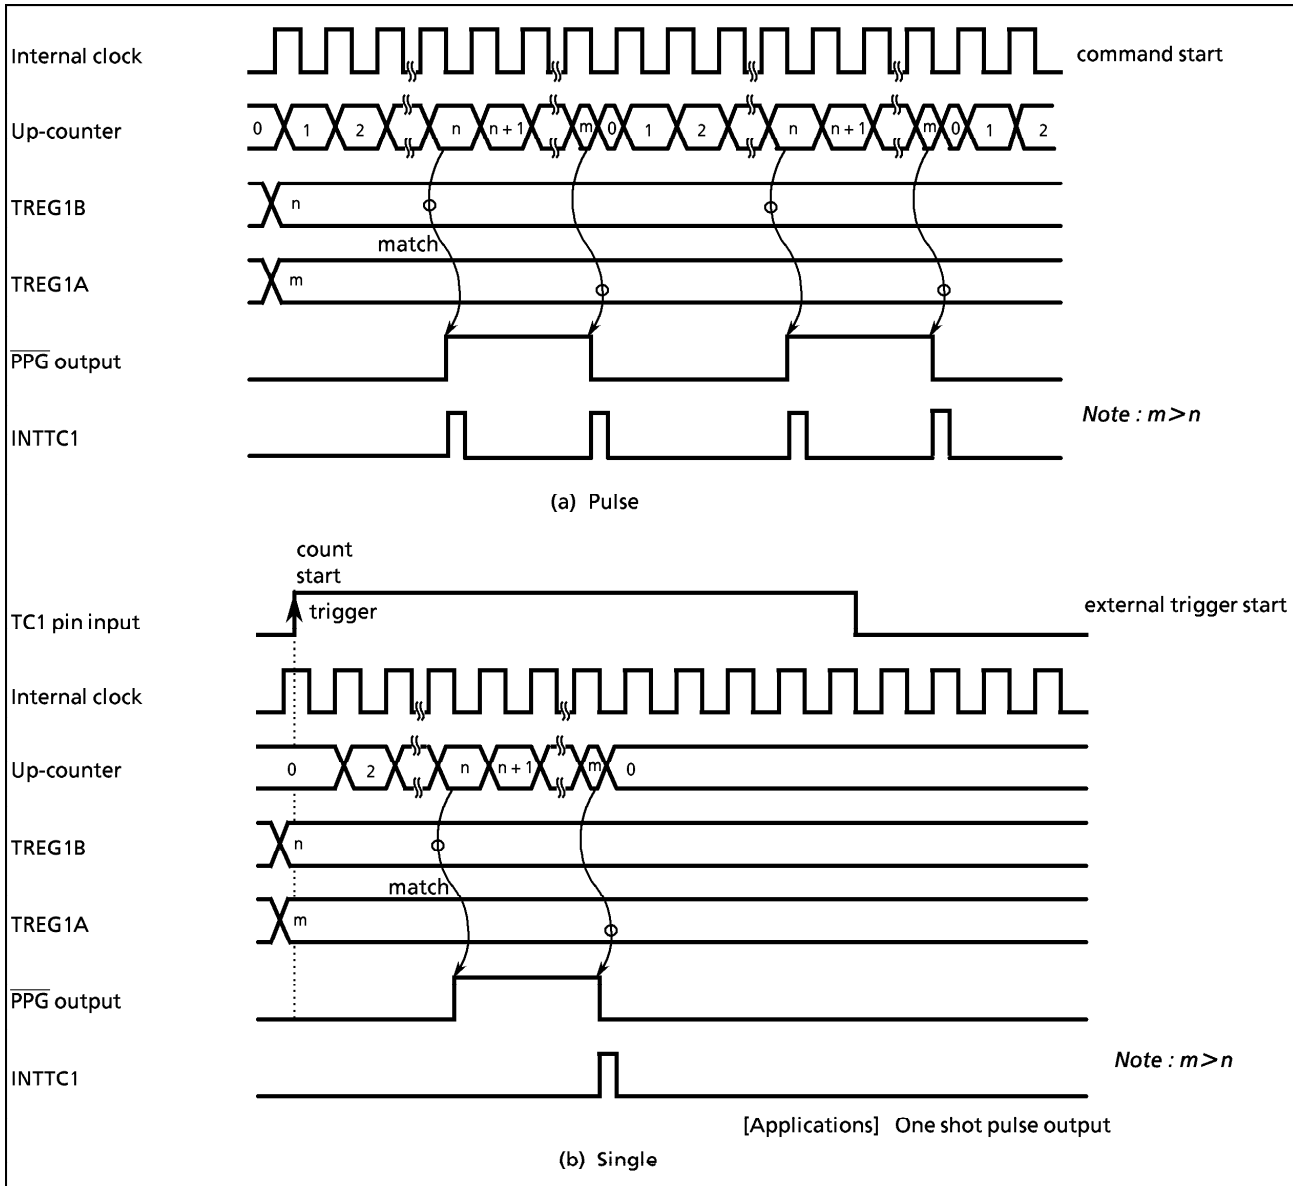 Internal clock
command start
Up-counter
0 1 2 n n + 1 m 0 1 2 n n + 1 m 0 1 2
TREG1B
n
match
TREG1A
m
PPG output
Note : m>n
INTTC1
(a) Pulse
count
start
trigger
TC1 pin input
external trigger start
Internal clock
Up-counter
0 2 n n + 1 m 0
TREG1B
n
match
TREG1A
m
PPG output
Note : m>n
INTTC1
[Applications] One shot pulse output
(b) Single